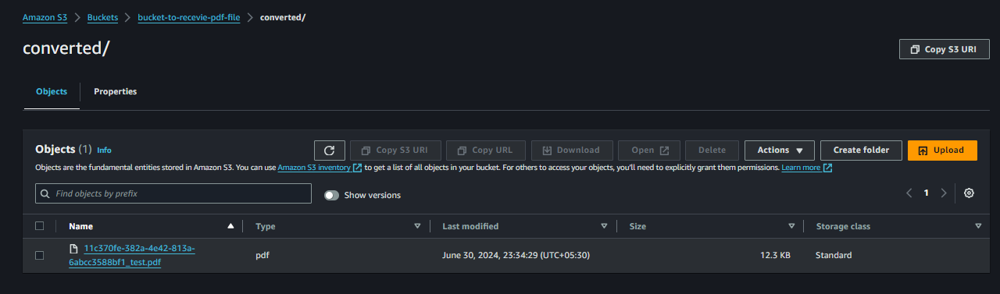 Amazon S3 > Buckets > bucket-to-recevie-pdf-file > converted/
converted/
Copy S3 URI
Objects Properties
Objects (1) Info
Copy S3 URI Copy URL Download Open Delete Actions Create folder Upload
Objects are the fundamental entities stored in Amazon S3. You can use Amazon S3 inventory to get a list of all objects in your bucket. For others to access your objects, you'll need to explicitly grant them permissions. Learn more
Find objects by prefix Show versions 1
Name Type Last modified Size Storage class
11c370fe-382a-4e42-813a-
6abcc3588bf1_test.pdf pdf June 30, 2024, 23:34:29 (UTC+05:30) 12.3 KB Standard